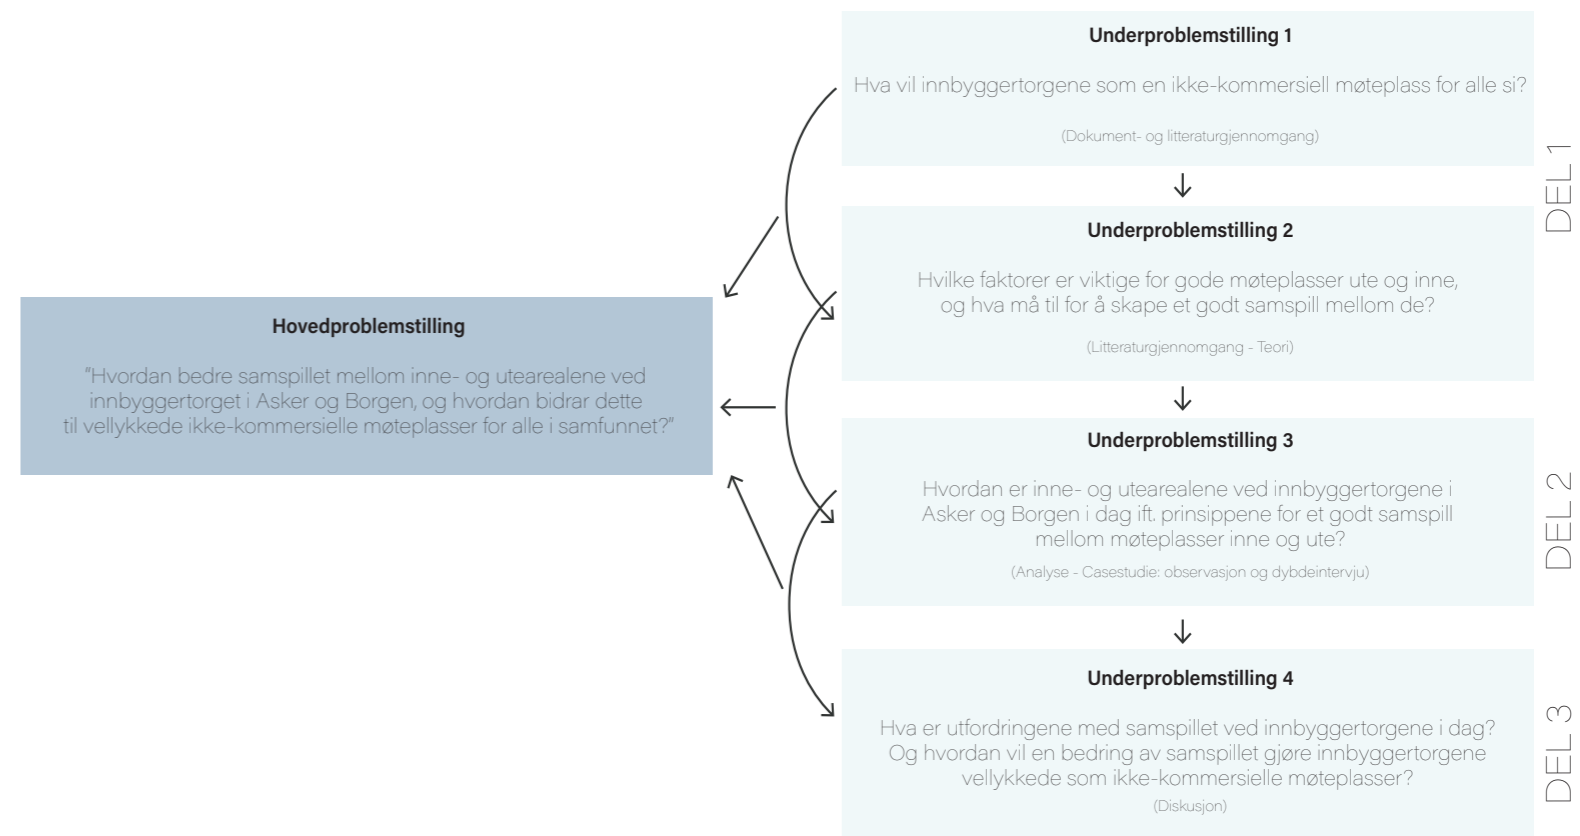 Hovedproblemstilling
"Hvordan bedre samspillet mellom inne- og utearealene ved
innbyggertorget i Asker og Borgen, og hvordan bidrar dette
til vellykkede ikke-kommersielle møteplasser for alle i samfunnet?"
Underproblemstilling 1
Hva vil innbyggertorgene som en ikke-kommersiell møteplass for alle si?
(Dokument- og litteraturgjennomgang)
Underproblemstilling 2
Hvilke faktorer er viktige for gode møteplasser ute og inne,
og hva må til for å skape et godt samspill mellom de?
(Litteraturgjennomgang - Teori)
DEL 1
Underproblemstilling 3
Hvordan er inne- og utearealene ved innbyggertorgene i
Asker og Borgen i dag ift. prinsippene for et godt samspill
mellom møteplasser inne og ute?
(Analyse - Casestudie: observasjon og dybdeintervju)
DEL 2
Underproblemstilling 4
Hva er utfordringene med samspillet ved innbyggertorgene i dag?
Og hvordan vil en bedring av samspillet gjøre innbyggertorgene
vellykkede som ikke-kommersielle møteplasser?
(Diskusjon)
DEL 3